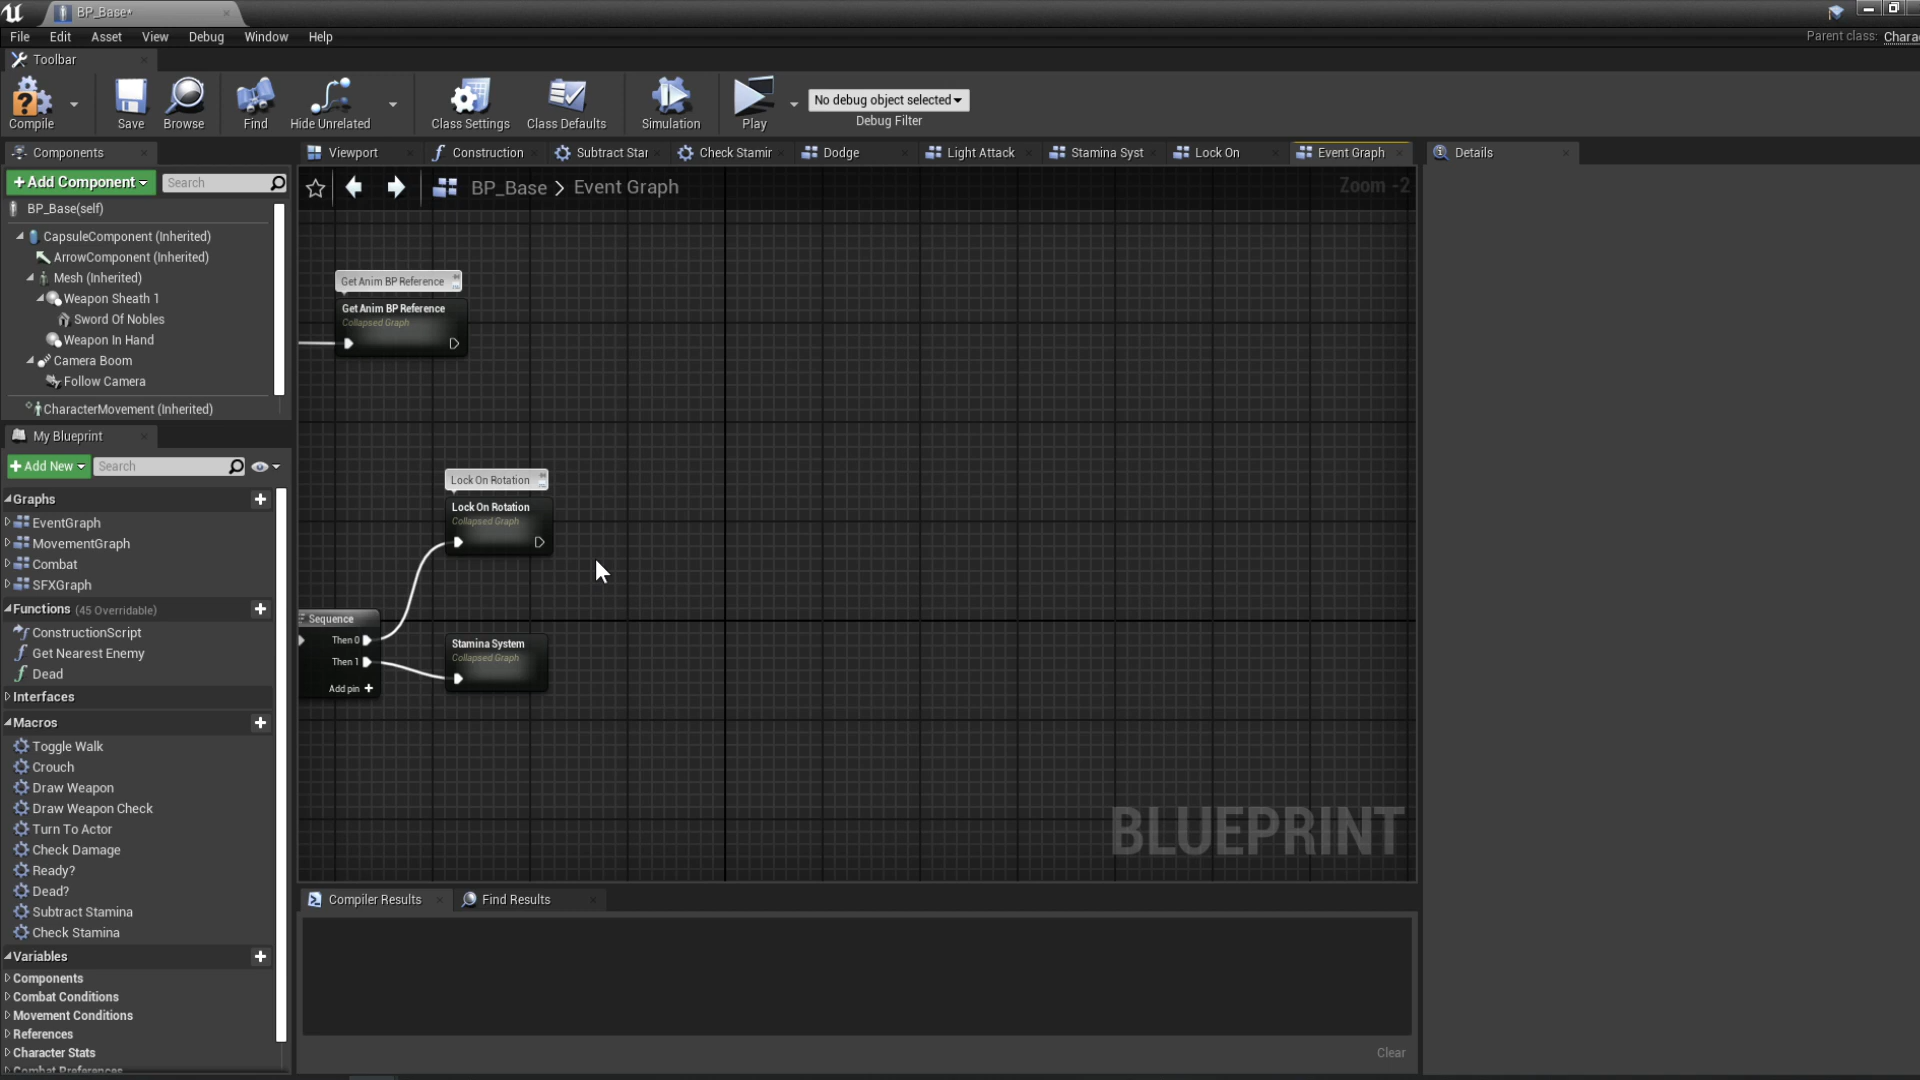 BP_Base*
File Edit Asset View Debug Window Help
Parent class: Chara
Toolbar
Compile Save Browse Find Hide Unrelated Class Settings Class Defaults Simulation Play
No debug object selected
Debug Filter
Components
Viewport Construction Subtract Star Check Stamir Dodge Light Attack Stamina Syst Lock On Event Graph Details
+Add Component Search
BP_Base > Event Graph
Zoom -2
BP_Base(self)
CapsuleComponent (Inherited)
ArrowComponent (Inherited)
Mesh (Inherited)
Weapon Sheath 1
Sword Of Nobles
Weapon In Hand
Camera Boom
Follow Camera
CharacterMovement (Inherited)
Get Anim BP Reference
Get Anim BP Reference
Collapsed Graph
My Blueprint
+Add New Search
Graphs
EventGraph
MovementGraph
Combat
SFXGraph
Functions (45 Overridable)
ConstructionScript
Get Nearest Enemy
Dead
Interfaces
Macros
Toggle Walk
Crouch
Draw Weapon
Draw Weapon Check
Turn To Actor
Check Damage
Ready?
Dead?
Subtract Stamina
Check Stamina
Variables
Components
Combat Conditions
Movement Conditions
References
Character Stats
Combat Preferences
Lock On Rotation
Lock On Rotation
Collapsed Graph
Sequence
Then 0
Then 1
Add pin +
Stamina System
Collapsed Graph
BLUEPRINT
Compiler Results Find Results
Clear